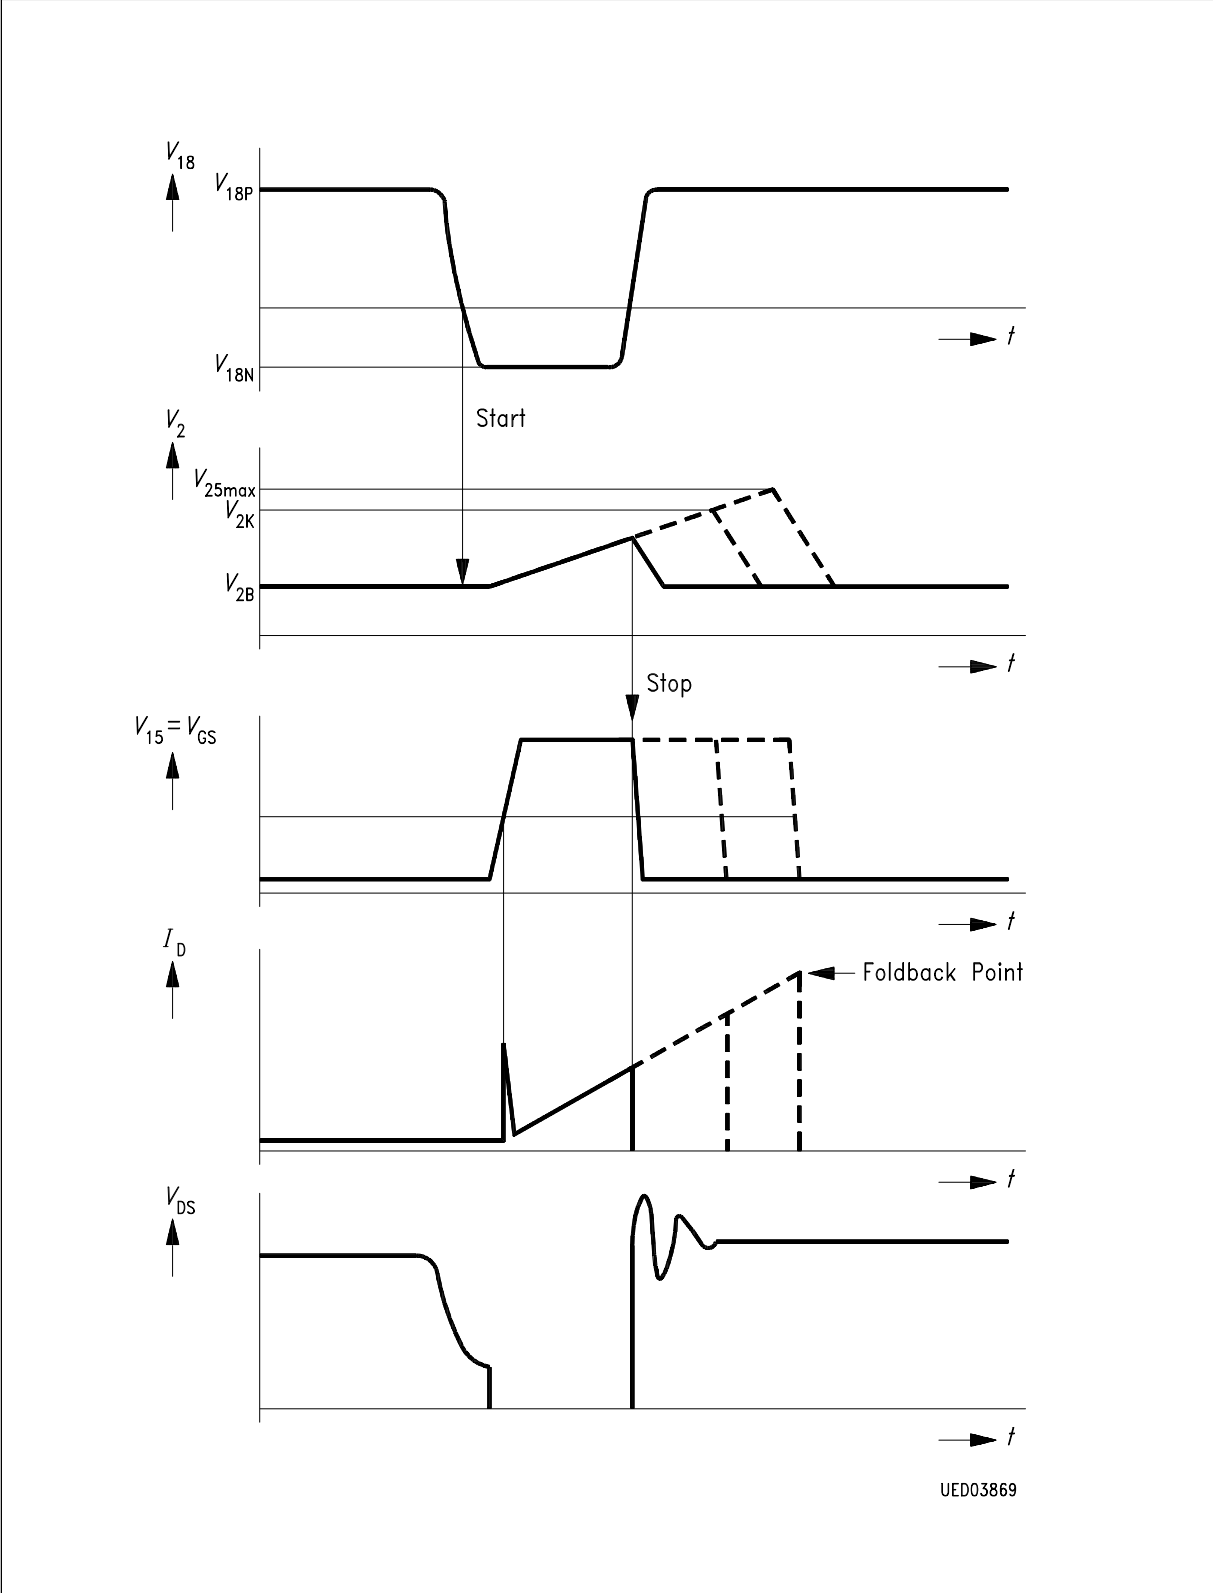 V18
V18P
t
V18N
Start
V2
V25max
V2K
V2B
t
Stop
V15=VGS
t
ID
Foldback Point
t
VDS
t
UED03869